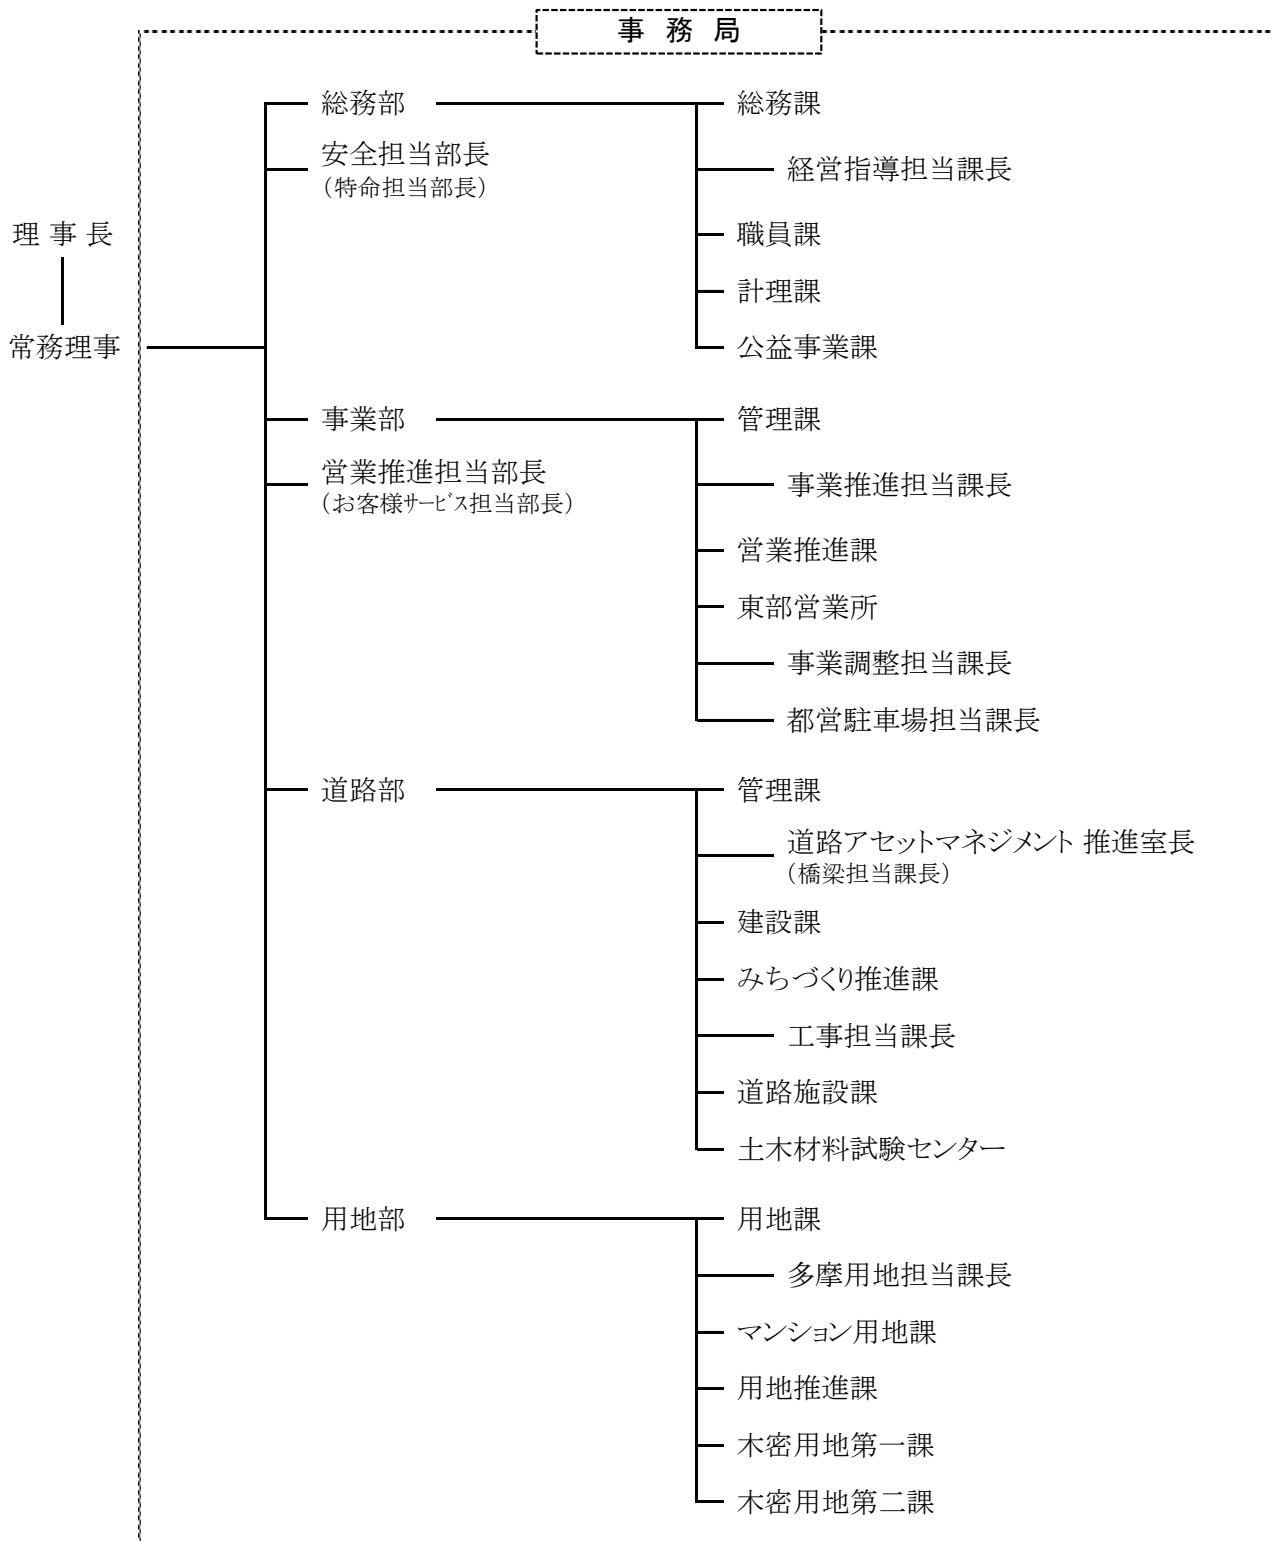 事 務 局
総務部
総務課
安全担当部長
（特命担当部長）
経営指導担当課長
理 事 長
職員課
計理課
常務理事
公益事業課
事業部
管理課
営業推進担当部長
（お客様ｻｰﾋﾞｽ担当部長）
事業推進担当課長
営業推進課
東部営業所
事業調整担当課長
都営駐車場担当課長
道路部
管理課
道路アセットマネジメント 推進室長
（橋梁担当課長）
建設課
みちづくり推進課
工事担当課長
道路施設課
土木材料試験センター
用地部
用地課
多摩用地担当課長
マンション用地課
用地推進課
木密用地第一課
木密用地第二課